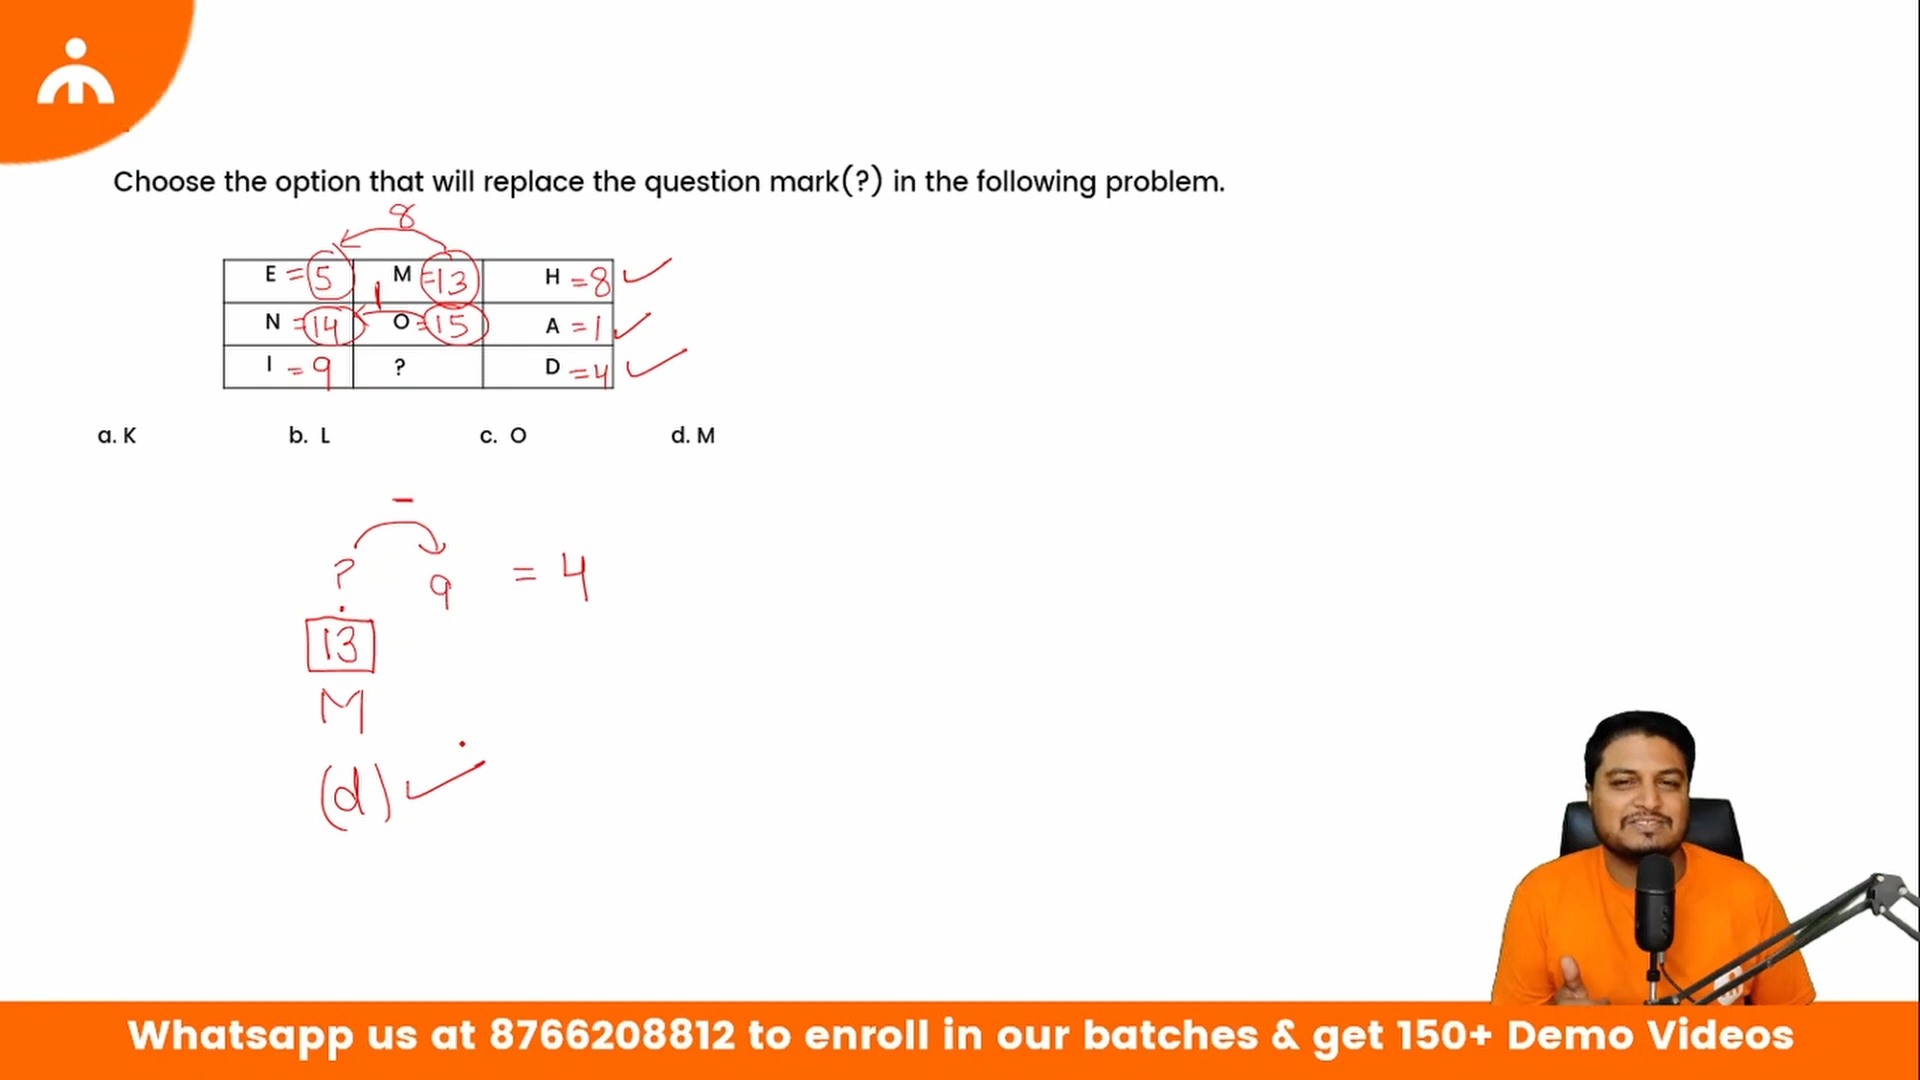 Choose the option that will replace the question mark(?) in the following problem.
8
E = 5 M = 13 H = 8
1
N = 14 O = 15 A = 1
I = 9 ? D = 4
a. K b. L c. O d. M
-
? 9 = 4
13
M
(d)
Whatsapp us at 8766208812 to enroll in our batches & get 150+ Demo Videos